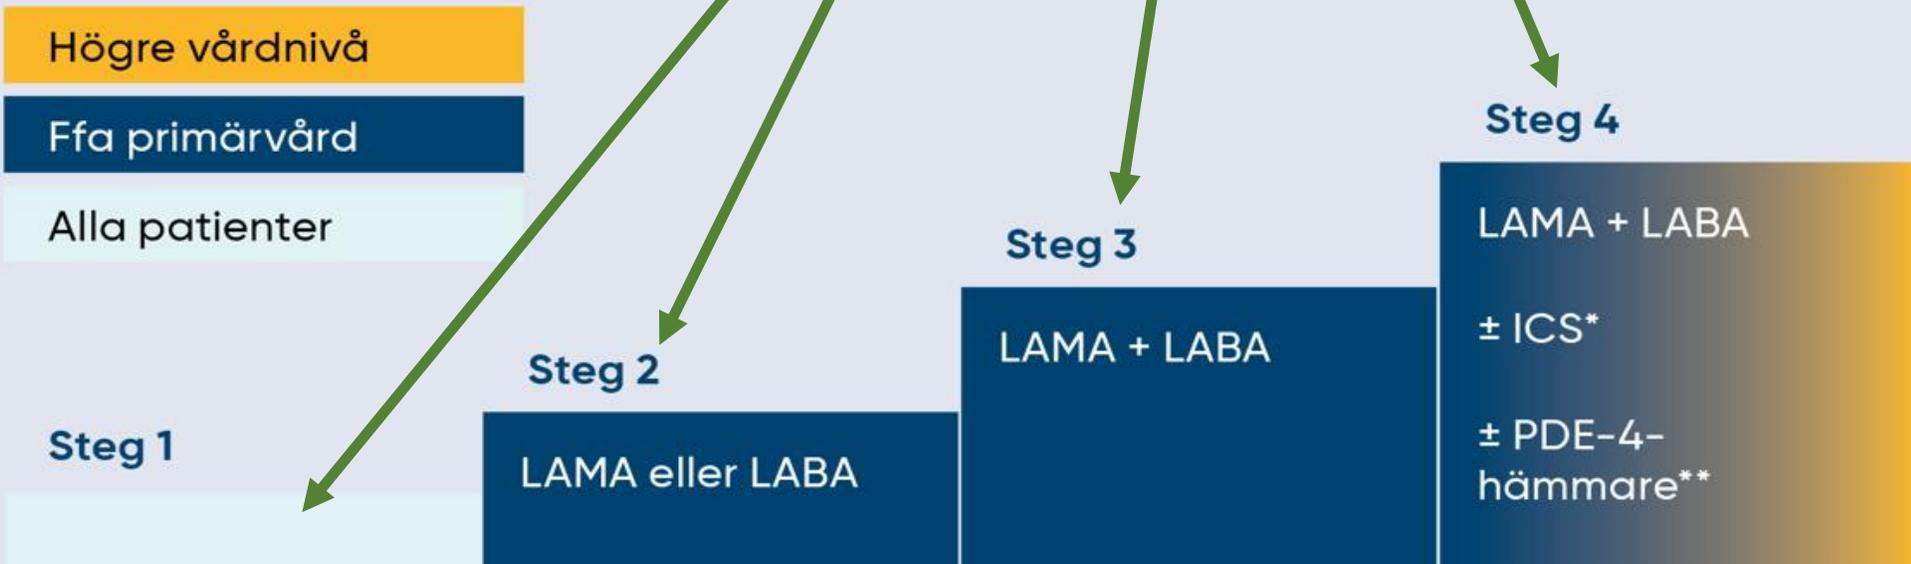 Högre vårdnivå
Ffa primärvård
Alla patienter
Steg 1
Steg 2
LAMA eller LABA
Steg 3
LAMA + LABA
Steg 4
LAMA + LABA
± ICS*
± PDE-4-
hämmare**